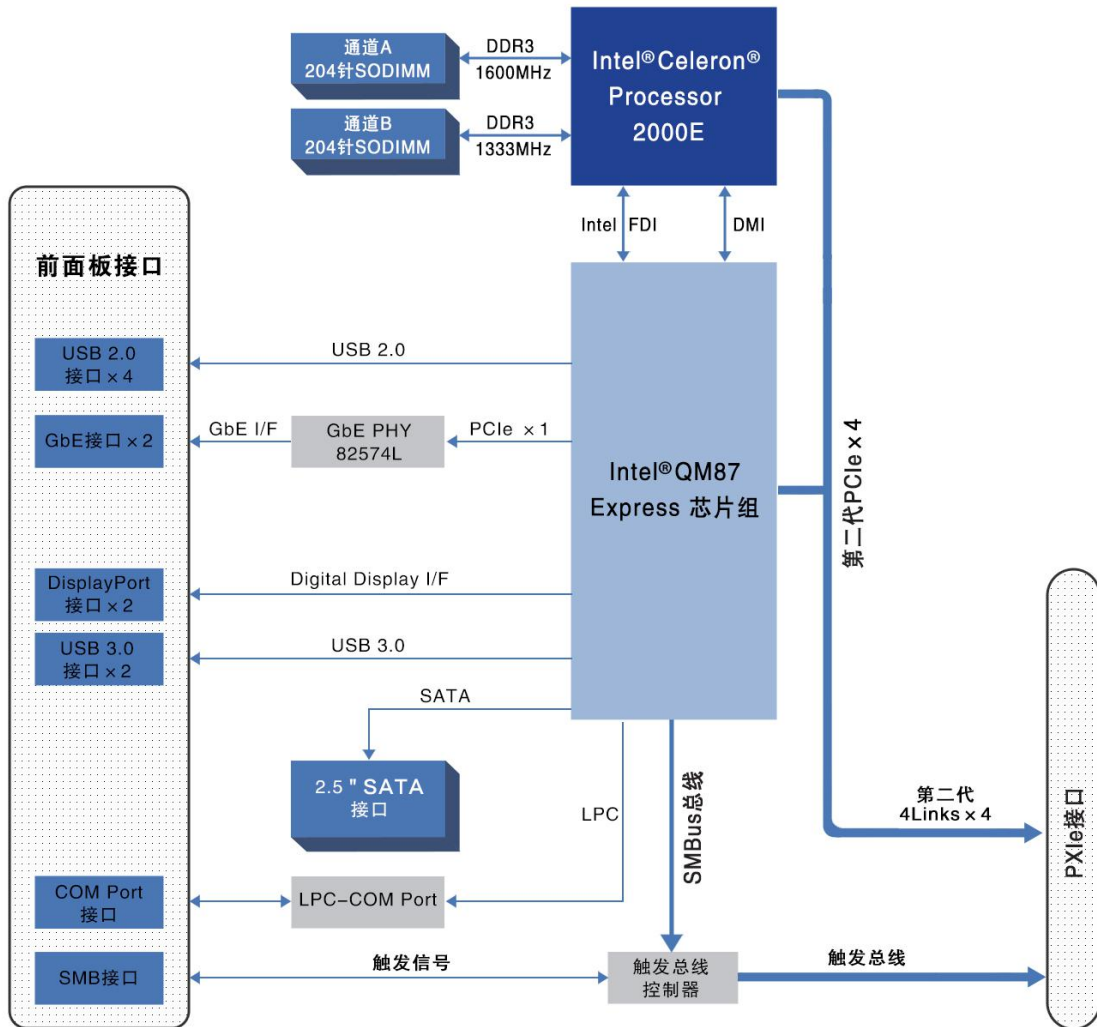 通道A
204针SODIMM
DDR3
1600MHz
通道B
204针SODIMM
DDR3
1333MHz
Intel®Celeron®
Processor
2000E
Intel FDI
DMI
前面板接口
USB 2.0
接口×4
USB 2.0
GbE接口×2
GbE I/F
GbE PHY
82574L
PCIe ×1
Intel®QM87
Express 芯片组
第二代PCIe×4
DisplayPort
接口×2
Digital Display I/F
USB 3.0
接口×2
USB 3.0
SATA
2.5＂SATA
接口
LPC
SMBus总线
第二代
4Links×4
PXIe接口
COM Port
接口
LPC-COM Port
SMB接口
触发信号
触发总线
控制器
触发总线